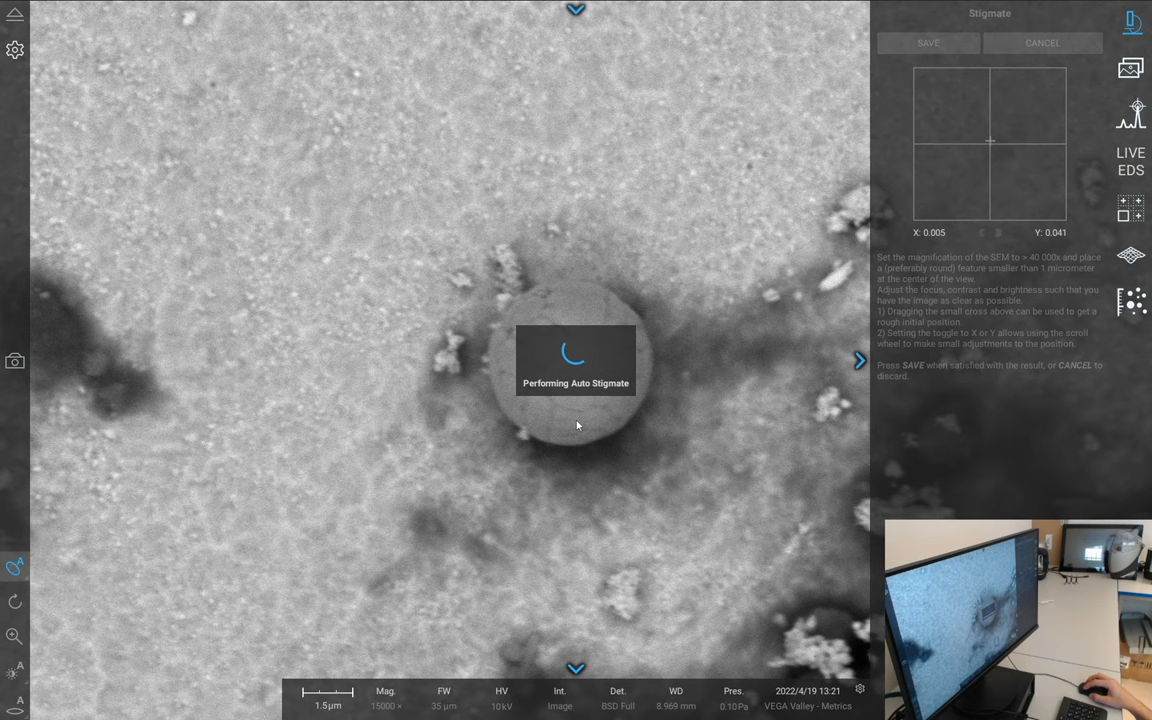 Stigmate
SAVE CANCEL
X: 0.005 Y: 0.041
Set the magnification of the SEM to > 40 000x and place
a (preferably round) feature smaller than 1 micrometer
at the center of the view.
Adjust the focus, contrast and brightness such that you
have the image as clear as possible.
1) Dragging the small cross above can be used to get a
rough initial position.
2) Setting the toggle to X or Y allows using the scroll
wheel to make small adjustments to the position.
Press SAVE when satisfied with the result, or CANCEL to
discard.
LIVE
EDS
Performing Auto Stigmate
A
A
A
1.5 µm
Mag. FW HV Int. Det. WD Pres. 2022/4/19 13:21
15000 × 35 µm 10 kV Image BSD Full 8.969 mm 0.10 Pa VEGA Valley - Metrics